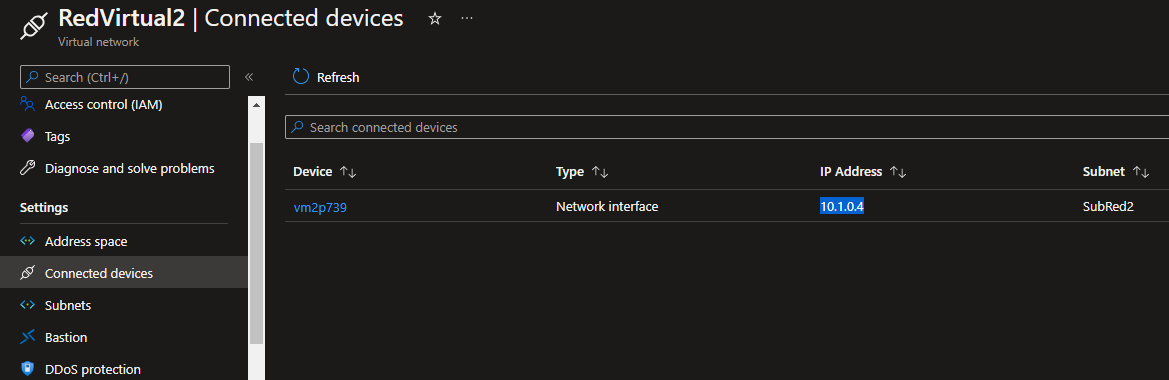 RedVirtual2 | Connected devices
Virtual network
Search (Ctrl+/)
Access control (IAM)
Tags
Diagnose and solve problems
Settings
Address space
Connected devices
Subnets
Bastion
DDoS protection
Refresh
Search connected devices
Device Type IP Address Subnet
vm2p739 Network interface 10.1.0.4 SubRed2